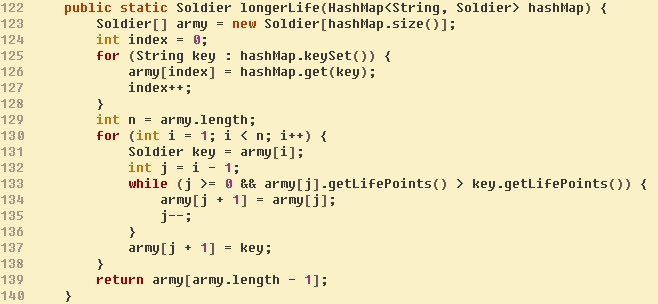 122 public static Soldier longerLife(HashMap<String, Soldier> hashMap) {
123 Soldier[] army = new Soldier[hashMap.size()];
124 int index = 0;
125 for (String key : hashMap.keySet()) {
126 army[index] = hashMap.get(key);
127 index++;
128 }
129 int n = army.length;
130 for (int i = 1; i < n; i++) {
131 Soldier key = army[i];
132 int j = i - 1;
133 while (j >= 0 && army[j].getLifePoints() > key.getLifePoints()) {
134 army[j + 1] = army[j];
135 j--;
136 }
137 army[j + 1] = key;
138 }
139 return army[army.length - 1];
140 }